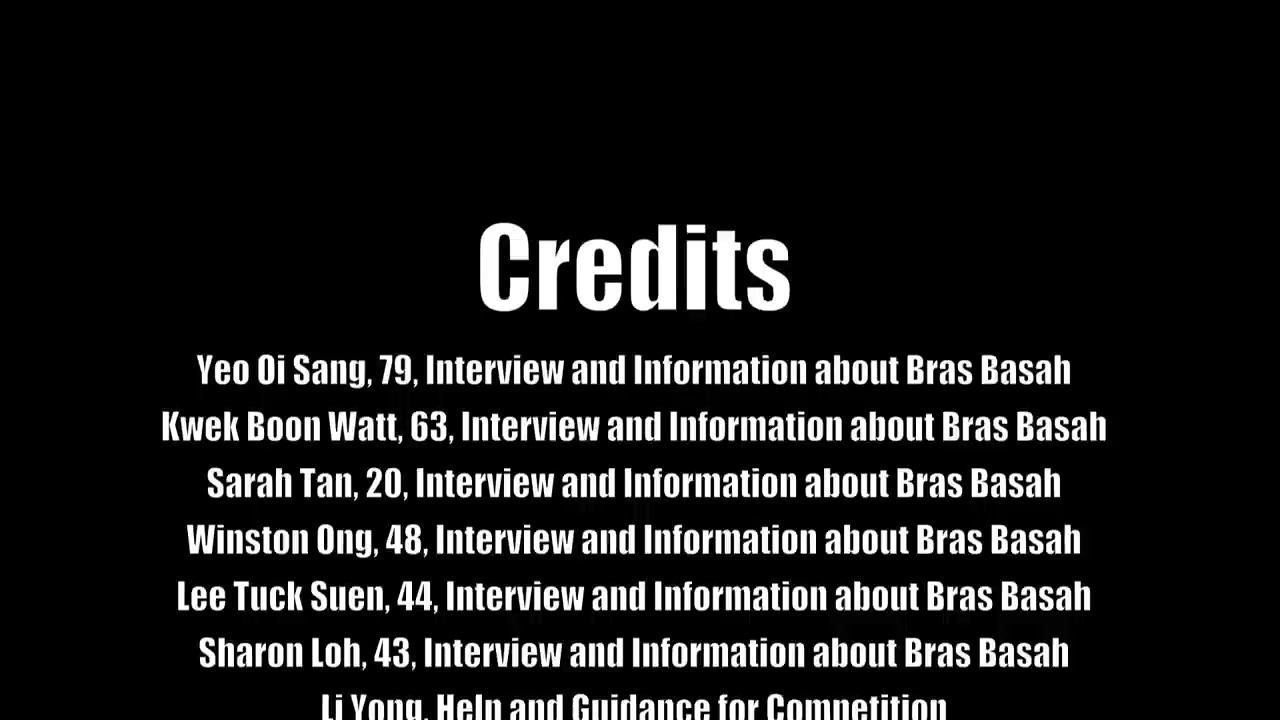 Credits
Yeo Oi Sang, 79, Interview and Information about Bras Basah
Kwek Boon Watt, 63, Interview and Information about Bras Basah
Sarah Tan, 20, Interview and Information about Bras Basah
Winston Ong, 48, Interview and Information about Bras Basah
Lee Tuck Suen, 44, Interview and Information about Bras Basah
Sharon Loh, 43, Interview and Information about Bras Basah
Li Yong, Help and Guidance for Competition